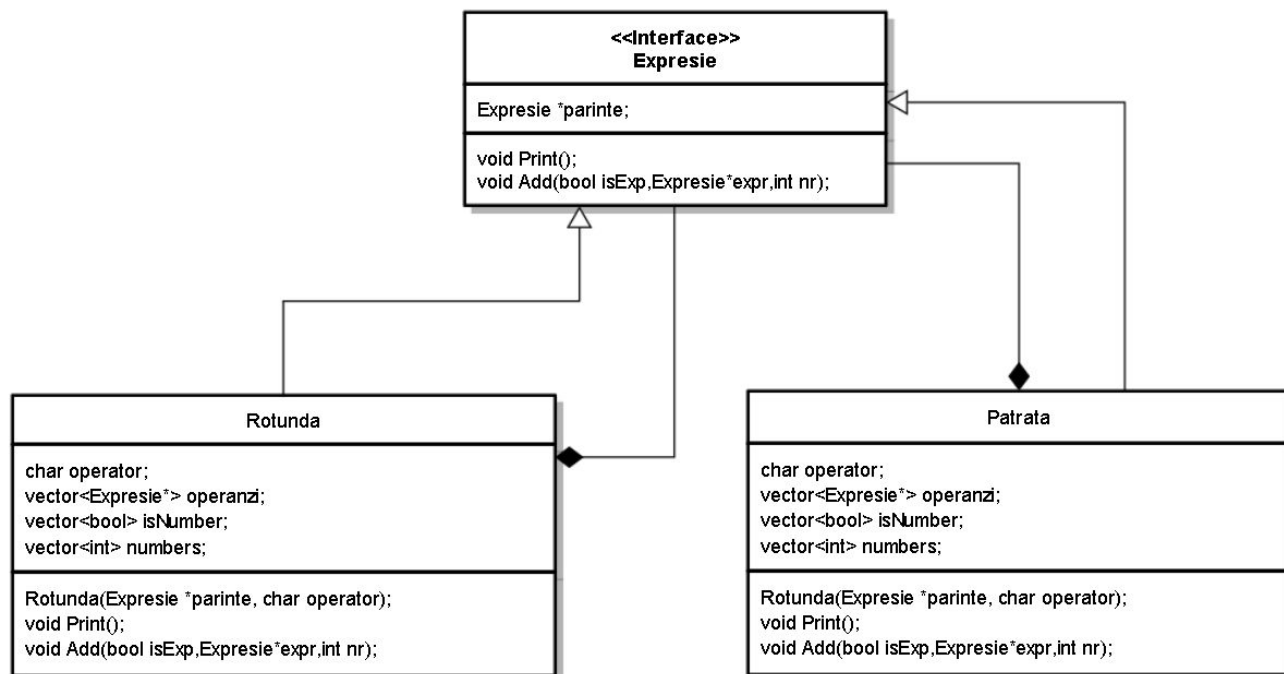 <<Interface>>
Expresie
Expresie *parinte;
void Print();
void Add(bool isExp,Expresie*expr,int nr);
Rotunda
char operator;
vector<Expresie*> operanzi;
vector<bool> isNumber;
vector<int> numbers;
Rotunda(Expresie *parinte, char operator);
void Print();
void Add(bool isExp,Expresie*expr,int nr);
Patrata
char operator;
vector<Expresie*> operanzi;
vector<bool> isNumber;
vector<int> numbers;
Rotunda(Expresie *parinte, char operator);
void Print();
void Add(bool isExp,Expresie*expr,int nr);